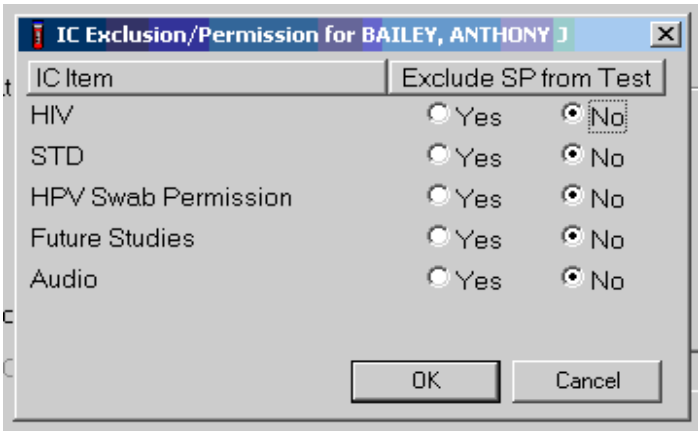 IC Exclusion/Permission for BAILEY, ANTHONY J
IC Item Exclude SP from Test
HIV Yes No
STD Yes No
HPV Swab Permission Yes No
Future Studies Yes No
Audio Yes No
OK Cancel